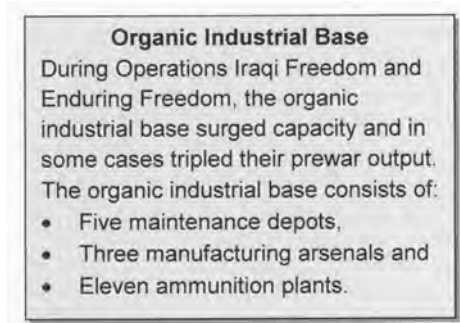 Organic Industrial Base
During Operations Iraqi Freedom and
Enduring Freedom, the organic
industrial base surged capacity and in
some cases tripled their prewar output.
The organic industrial base consists of:
• Five maintenance depots,
• Three manufacturing arsenals and
• Eleven ammunition plants.